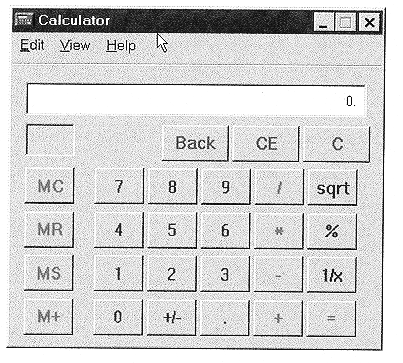 Calculator
Edit View Help
0.
Back CE C
MC 7 8 9 / sqrt
MR 4 5 6 * %
MS 1 2 3 - 1/x
M+ 0 +/- . + =